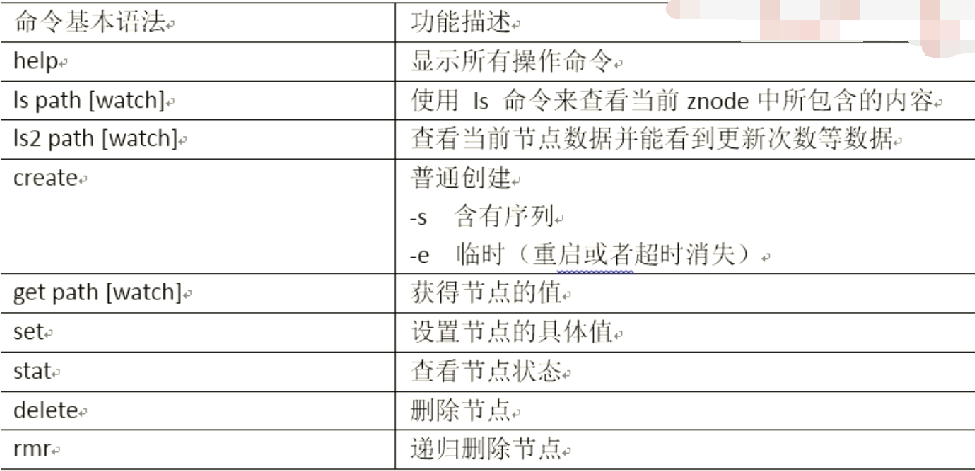 命令基本语法 功能描述
help 显示所有操作命令
ls path [watch] 使用 ls 命令来查看当前 znode 中所包含的内容
ls2 path [watch] 查看当前节点数据并能看到更新次数等数据
create 普通创建
-s 含有序列
-e 临时（重启或者超时消失）
get path [watch] 获得节点的值
set 设置节点的具体值
stat 查看节点状态
delete 删除节点
rmr 递归删除节点